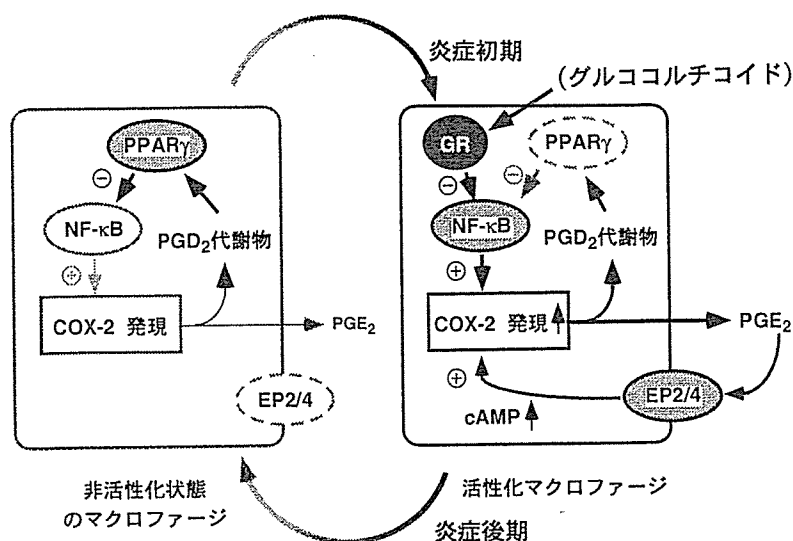 炎症初期
(グルココルチコイド)
PPARγ
⊖
NF-κB
PGD₂代謝物
⊕
COX-2 発現
PGE₂
EP2/4
非活性化状態
のマクロファージ
GR
PPARγ
⊖
⊖
NF-κB
PGD₂代謝物
⊕
COX-2 発現
PGE₂
⊕
EP2/4
cAMP
活性化マクロファージ
炎症後期